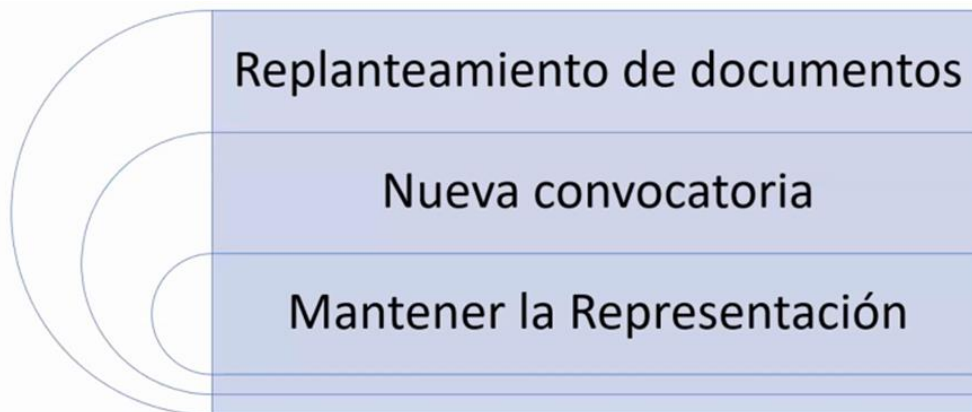 Replanteamiento de documentos
Nueva convocatoria
Mantener la Representación